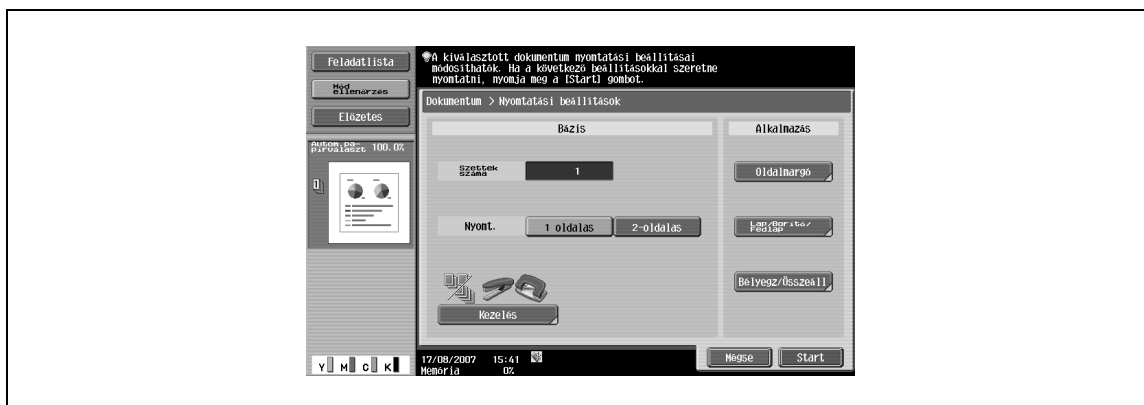 Feladatlista
Mód
ellenőrzés
Előzetes
Autom.pa-
pírválaszt 100.0%
1
A kiválasztott dokumentum nyomtatási beállításai
módosíthatók. Ha a következő beállításokkal szeretne
nyomtatni, nyomja meg a [Start] gombot.
Dokumentum > Nyomtatási beállítások
Bázis
Szettek
száma
1
Nyomt.
1 oldalas
2-oldalas
Kezelés
Alkalmazás
Oldalmargó
Lap/Borító/
Fedlap
Bélyegz/Összeáll
Y M C K
17/08/2007 15:41
Memória 0%
Mégse
Start